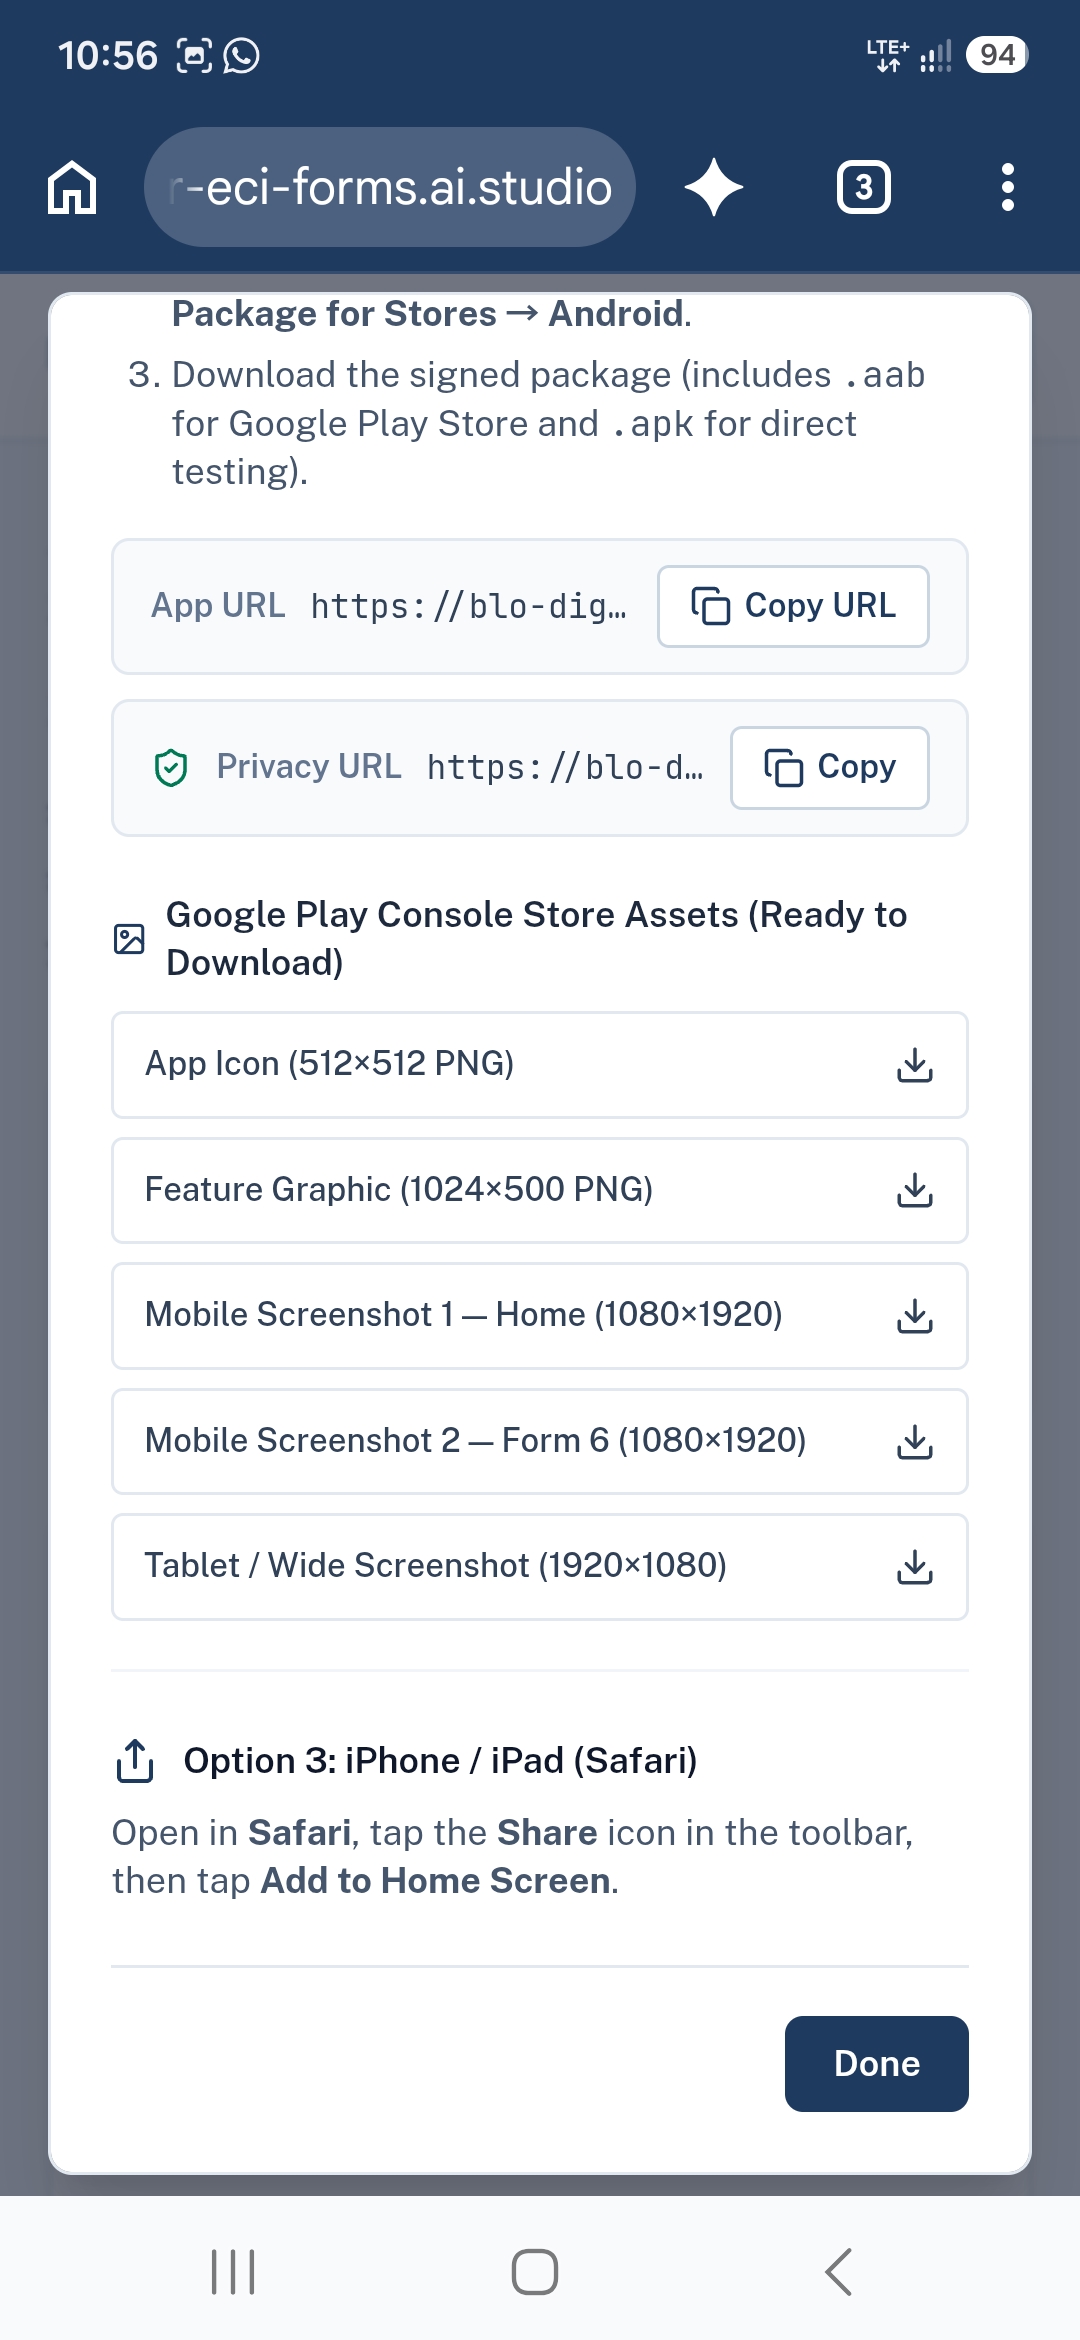 10:56
LTE+
94
r-eci-forms.ai.studio
3
Package for Stores → Android.
3. Download the signed package (includes .aab
for Google Play Store and .apk for direct
testing).
App URL https://blo-dig…
Copy URL
Privacy URL https://blo-d…
Copy
Google Play Console Store Assets (Ready to
Download)
App Icon (512×512 PNG)
Feature Graphic (1024×500 PNG)
Mobile Screenshot 1 — Home (1080×1920)
Mobile Screenshot 2 — Form 6 (1080×1920)
Tablet / Wide Screenshot (1920×1080)
Option 3: iPhone / iPad (Safari)
Open in Safari, tap the Share icon in the toolbar,
then tap Add to Home Screen.
Done